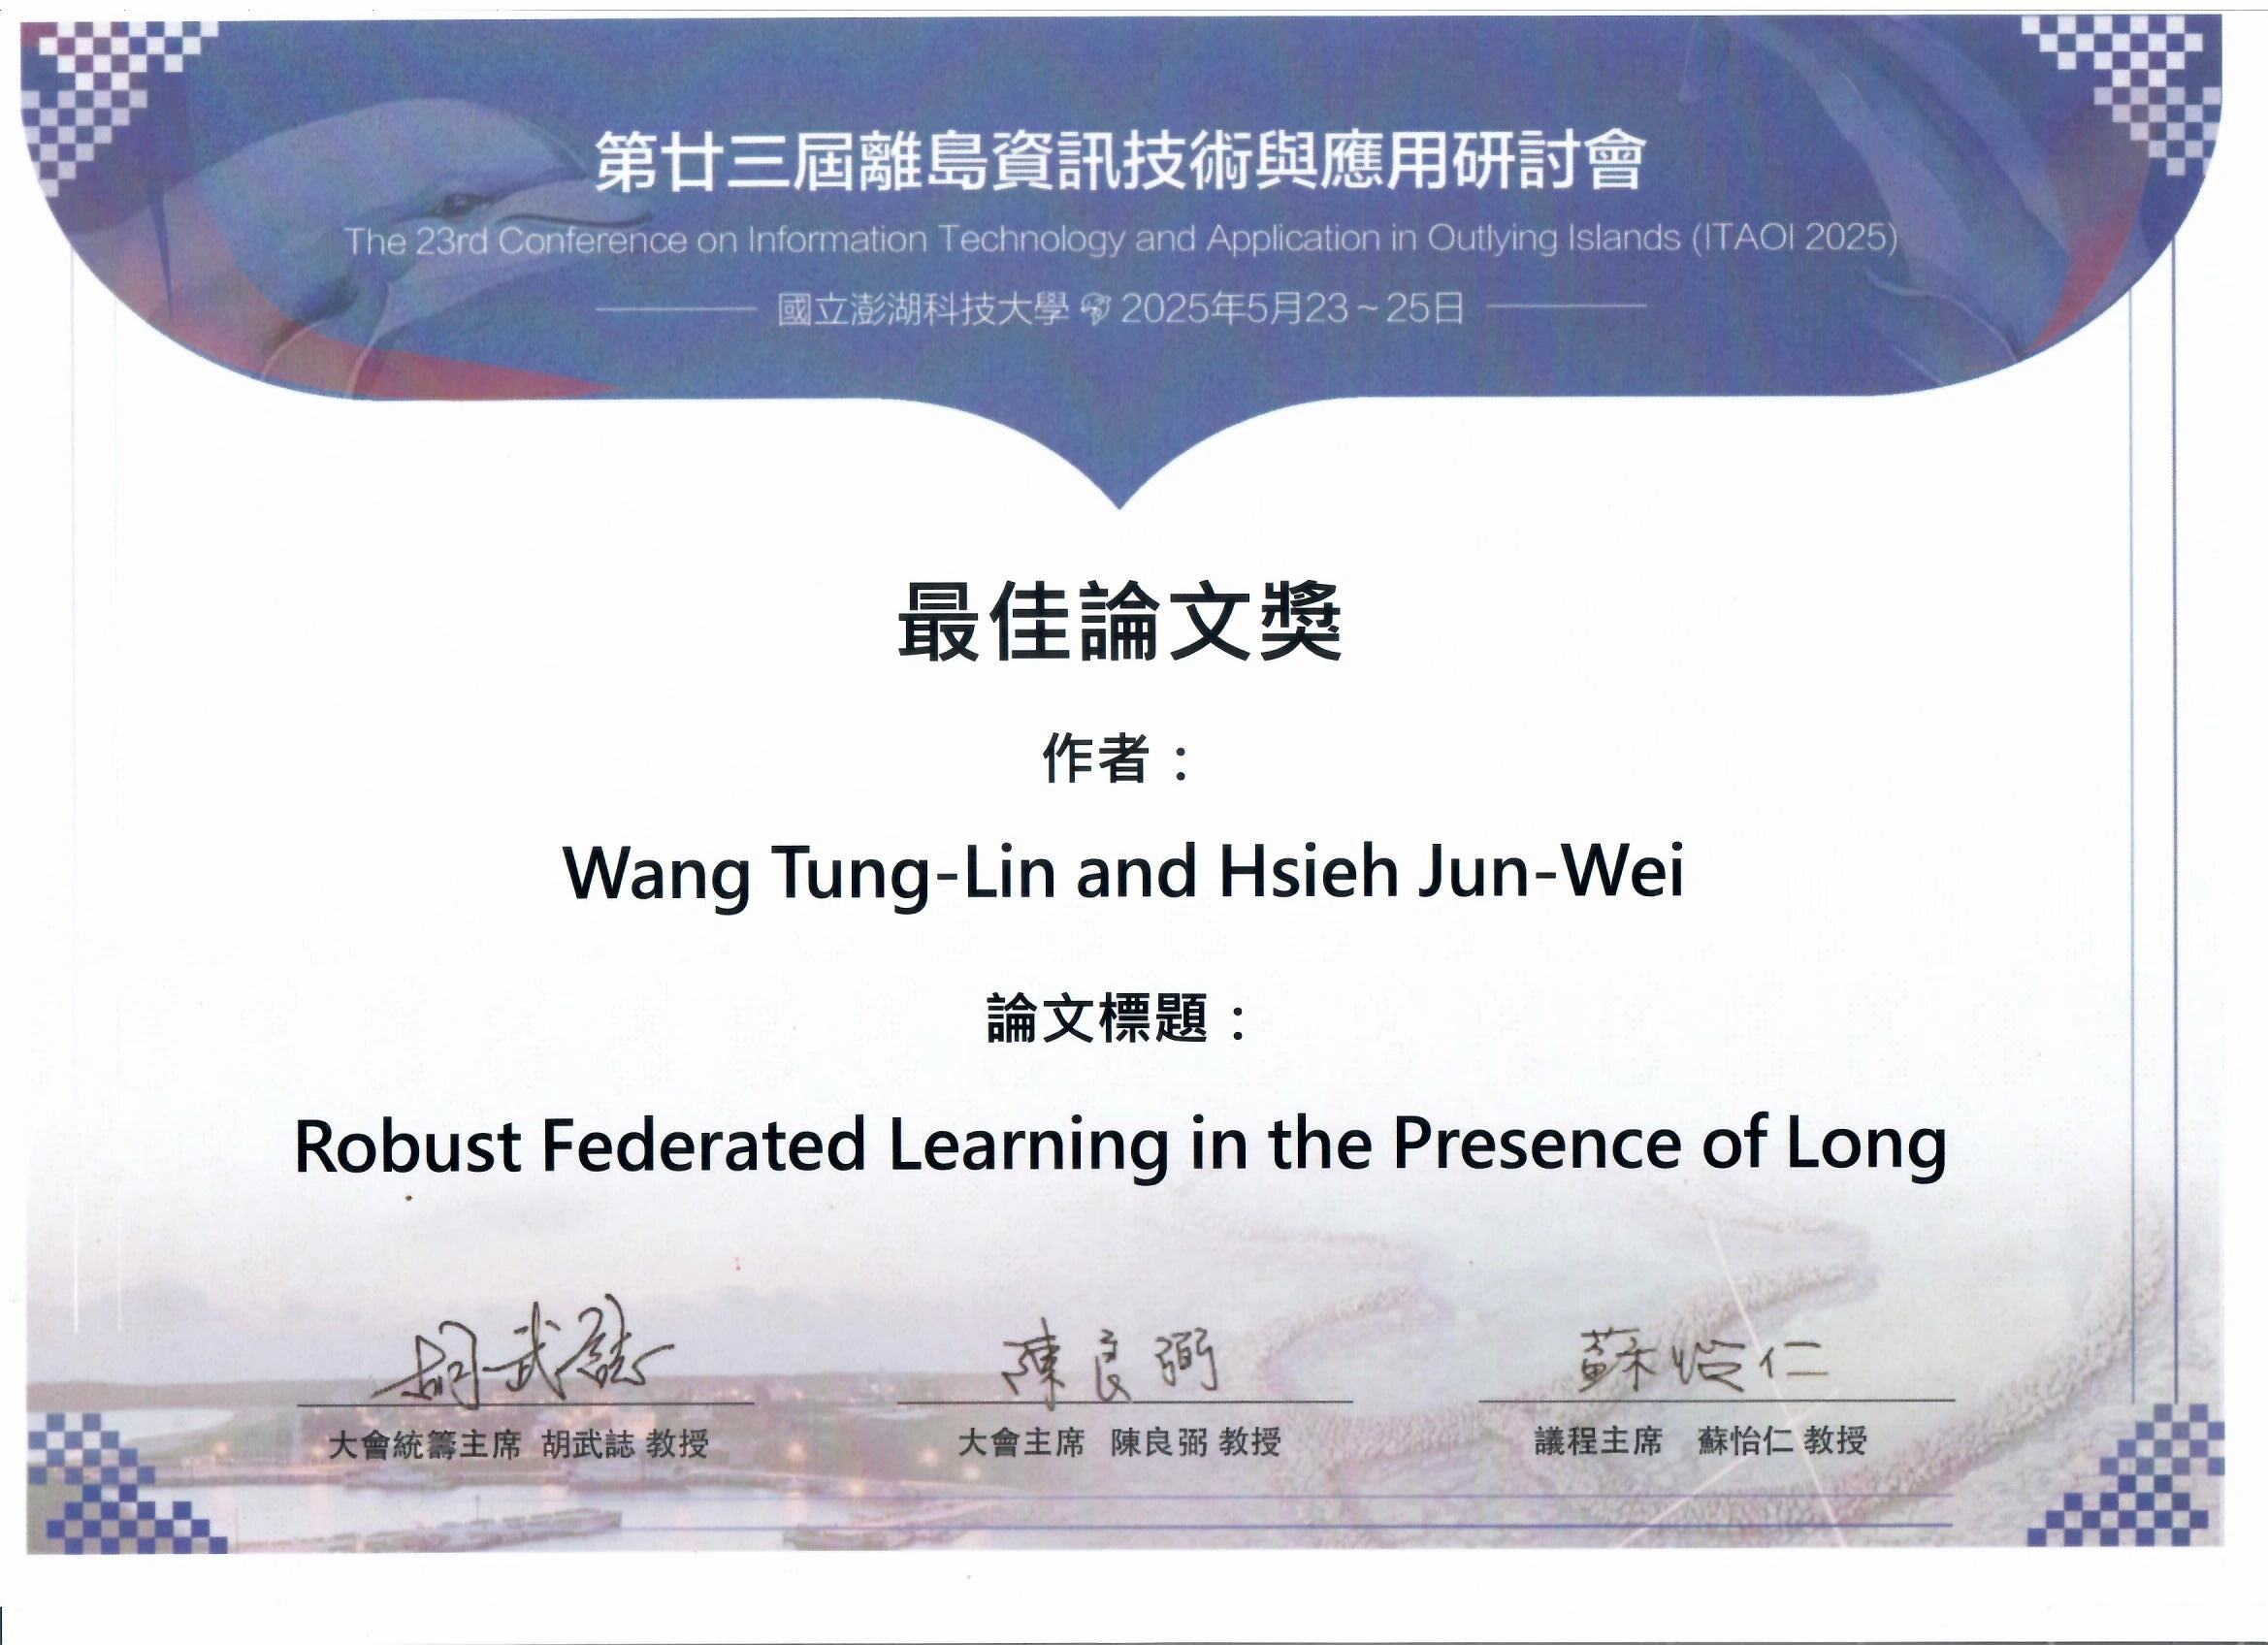 第廿三屆離島資訊技術與應用研討會
The 23rd Conference on Information Technology and Application in Outlying Islands (ITAOI 2025)
國立澎湖科技大學 2025年5月23~25日
最佳論文獎
作者：
Wang Tung-Lin and Hsieh Jun-Wei
論文標題：
Robust Federated Learning in the Presence of Long
胡武誌 陳良弼 蘇怡仁
大會統籌主席 胡武誌 教授 大會主席 陳良弼 教授 議程主席 蘇怡仁 教授